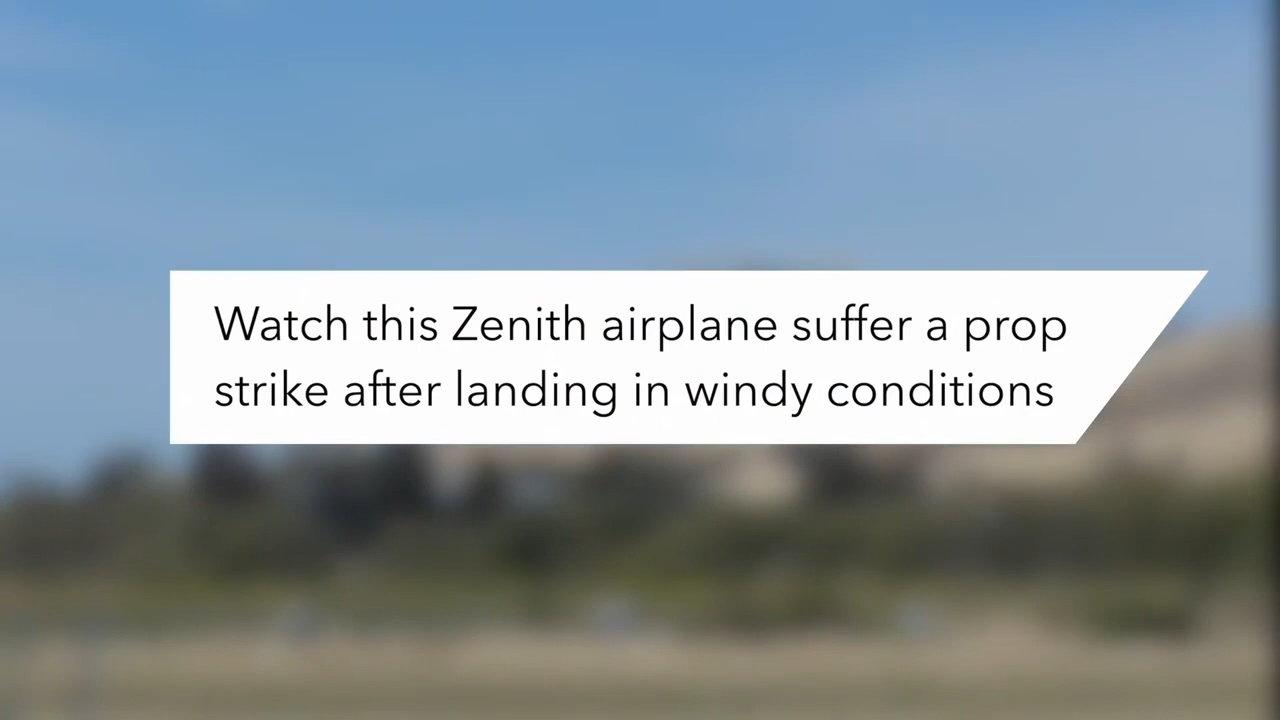 Watch this Zenith airplane suffer a prop
strike after landing in windy conditions